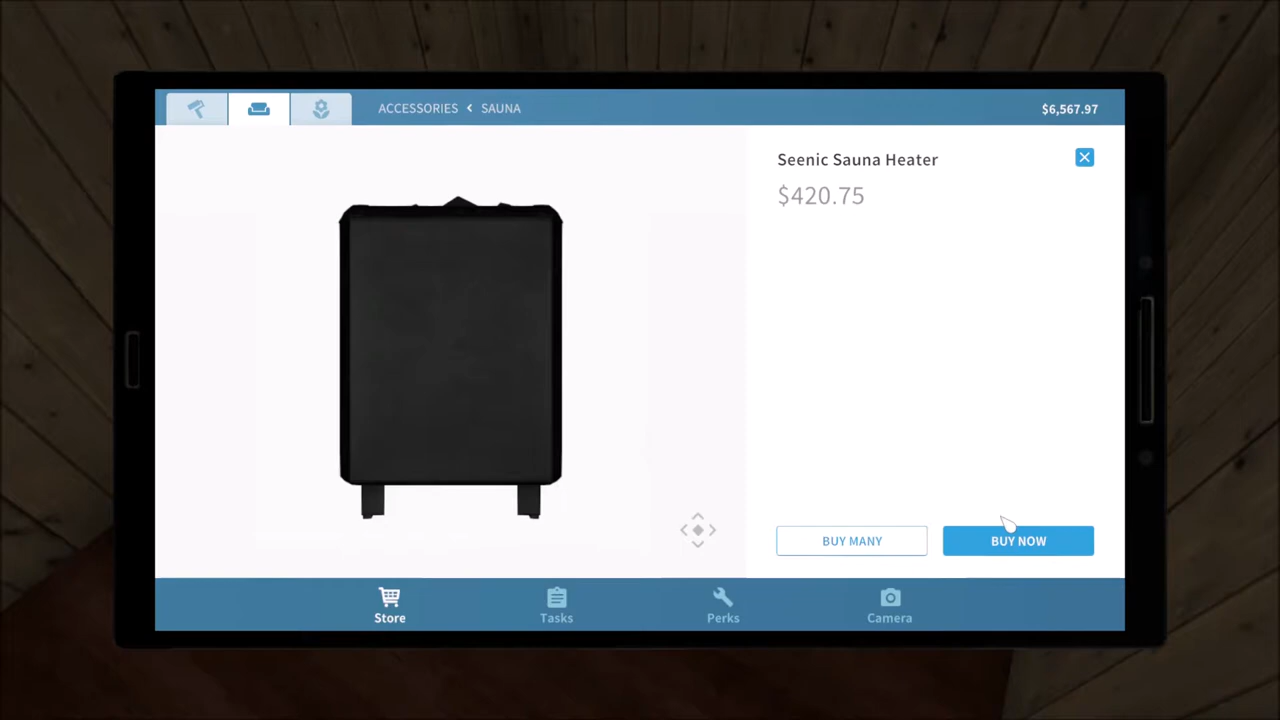 ACCESSORIES < SAUNA
$6,567.97
Seenic Sauna Heater
$420.75
BUY MANY
BUY NOW
Store
Tasks
Perks
Camera